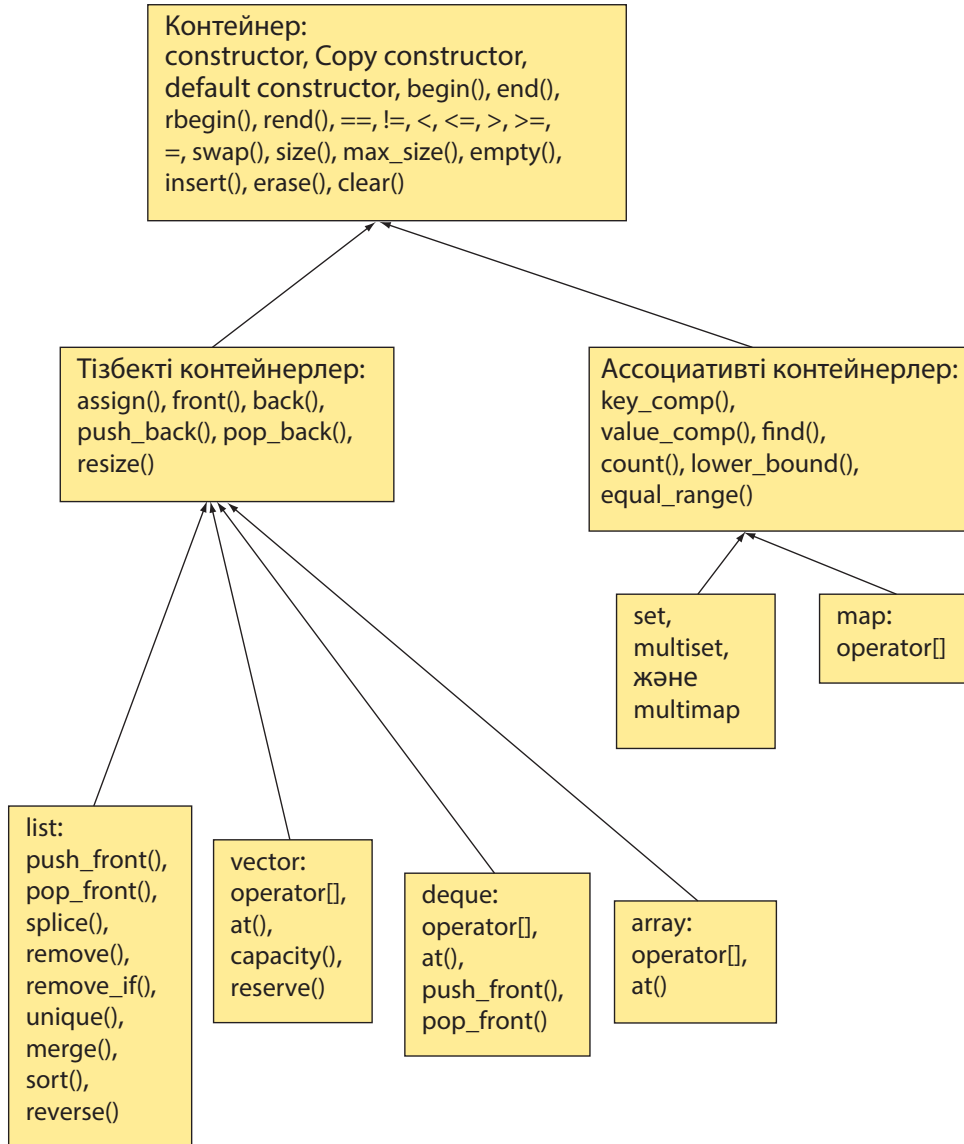 Контейнер:
constructor, Copy constructor,
default constructor, begin(), end(),
rbegin(), rend(), ==, !=, <, <=, >, >=,
=, swap(), size(), max_size(), empty(),
insert(), erase(), clear()
Тізбекті контейнерлер:
assign(), front(), back(),
push_back(), pop_back(),
resize()
Ассоциативті контейнерлер:
key_comp(),
value_comp(), find(),
count(), lower_bound(),
equal_range()
set,
multiset,
және
multimap
map:
operator[]
list:
push_front(),
pop_front(),
splice(),
remove(),
remove_if(),
unique(),
merge(),
sort(),
reverse()
vector:
operator[],
at(),
capacity(),
reserve()
deque:
operator[],
at(),
push_front(),
pop_front()
array:
operator[],
at()